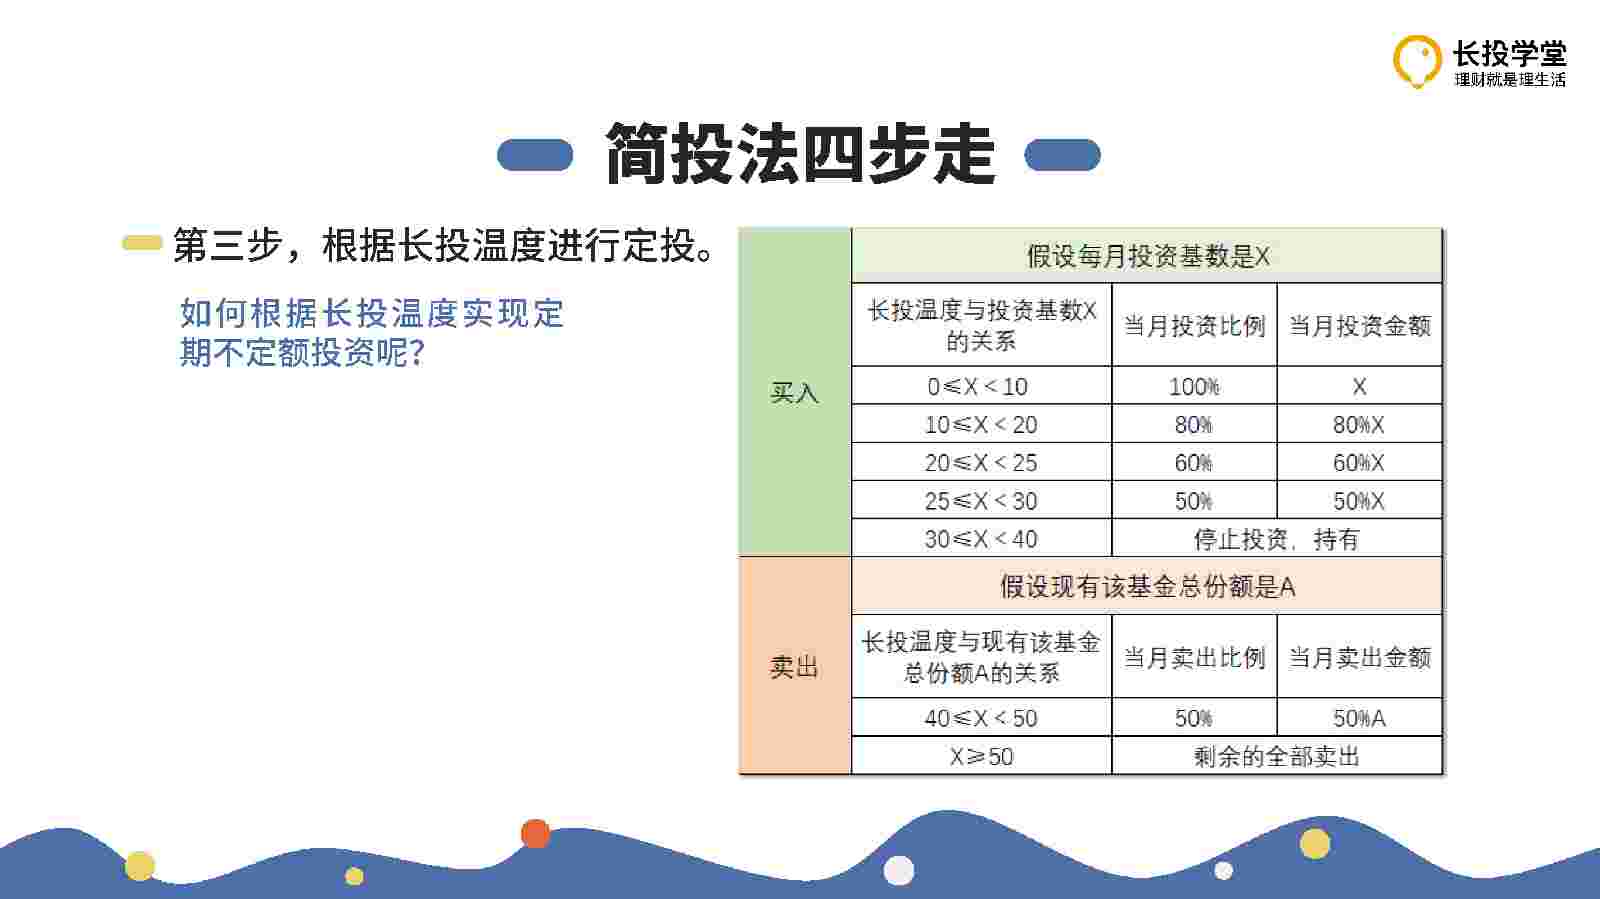 长投学堂
理财就是理生活
简投法四步走
第三步，根据长投温度进行定投。
如何根据长投温度实现定
期不定额投资呢？
买入
假设每月投资基数是X
长投温度与投资基数X
的关系
当月投资比例
当月投资金额
0≤X＜10
100%
X
10≤X＜20
80%
80%X
20≤X＜25
60%
60%X
25≤X＜30
50%
50%X
30≤X＜40
停止投资，持有
卖出
假设现有该基金总份额是A
长投温度与现有该基金
总份额A的关系
当月卖出比例
当月卖出金额
40≤X＜50
50%
50%A
X≥50
剩余的全部卖出